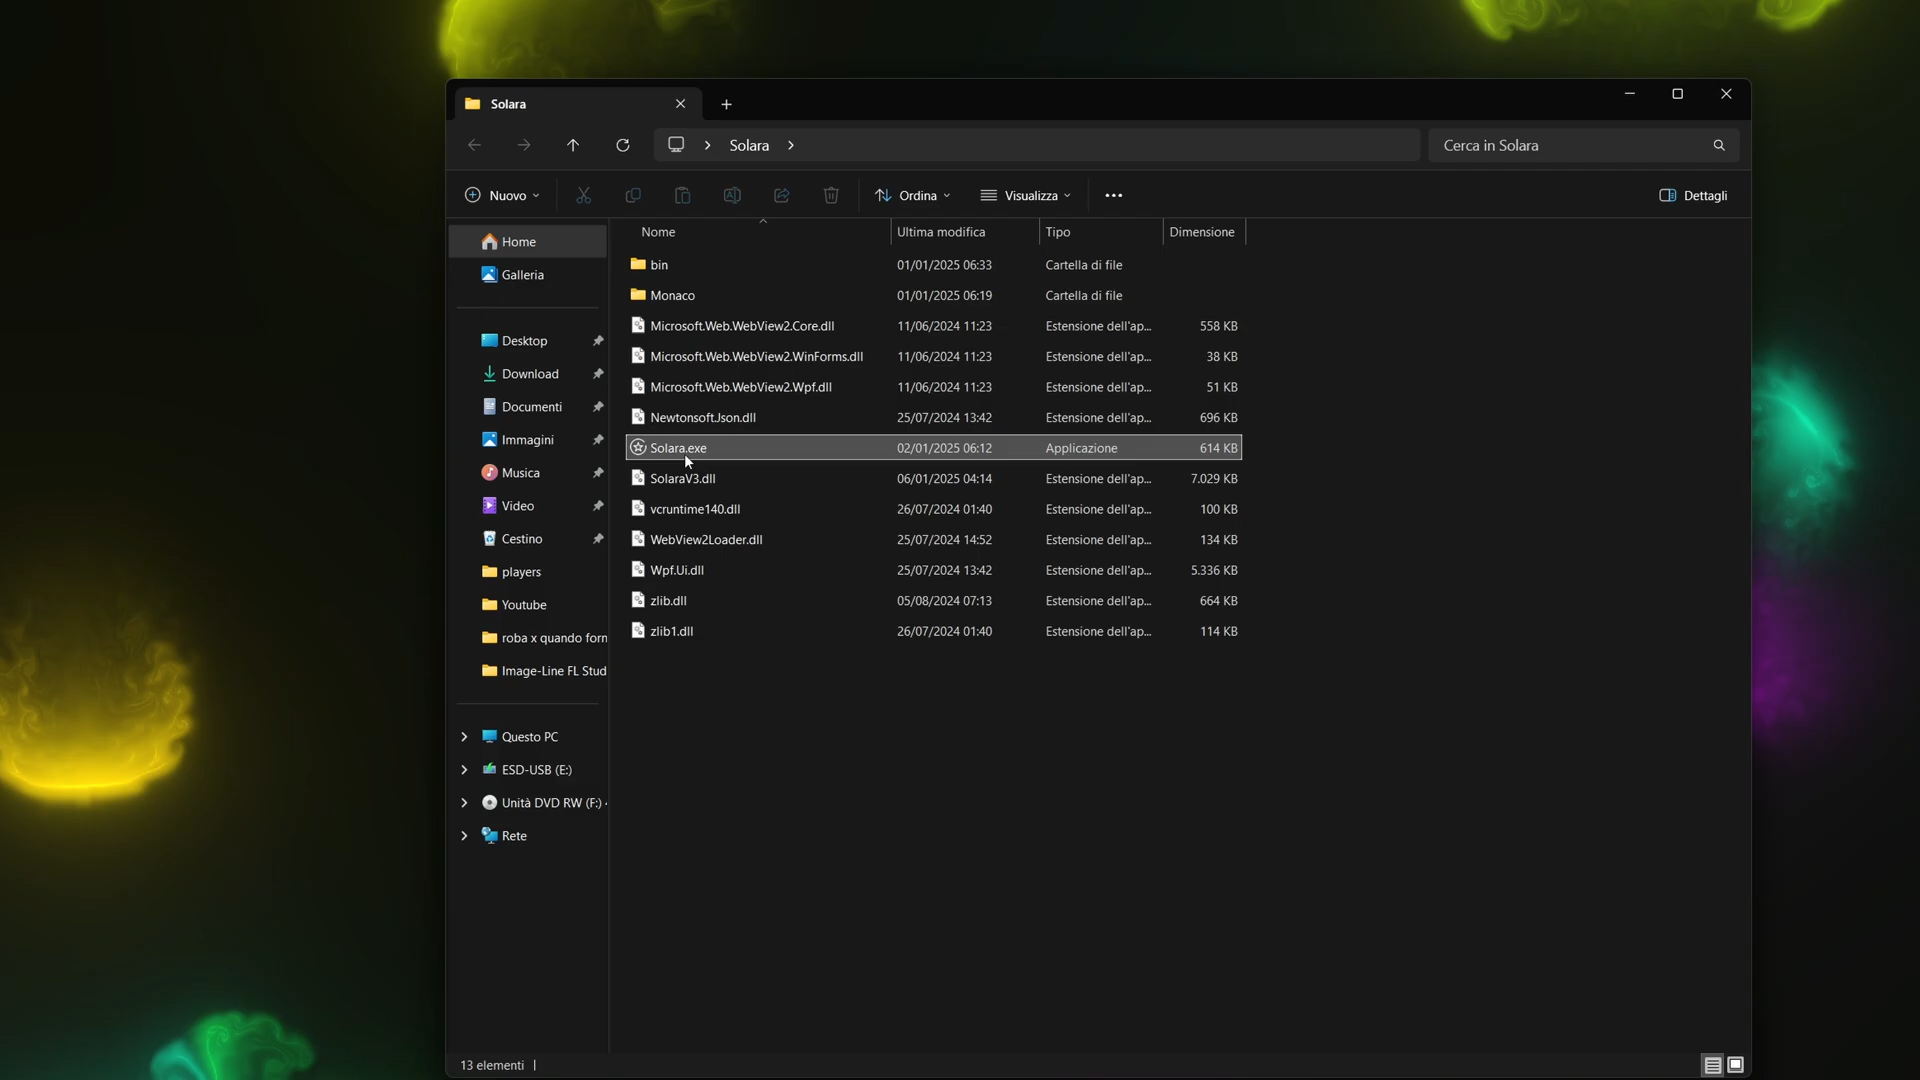 Solara
Solara
Cerca in Solara
Nuovo
Ordina
Visualizza
Dettagli
Nome Ultima modifica Tipo Dimensione
Home
Galleria
Desktop
Download
Documenti
Immagini
Musica
Video
Cestino
players
Youtube
roba x quando forn
Image-Line FL Stud
Questo PC
ESD-USB (E:)
Unità DVD RW (F:)
Rete
bin 01/01/2025 06:33 Cartella di file
Monaco 01/01/2025 06:19 Cartella di file
Microsoft.Web.WebView2.Core.dll 11/06/2024 11:23 Estensione dell'ap... 558 KB
Microsoft.Web.WebView2.WinForms.dll 11/06/2024 11:23 Estensione dell'ap... 38 KB
Microsoft.Web.WebView2.Wpf.dll 11/06/2024 11:23 Estensione dell'ap... 51 KB
Newtonsoft.Json.dll 25/07/2024 13:42 Estensione dell'ap... 696 KB
Solara.exe 02/01/2025 06:12 Applicazione 614 KB
SolaraV3.dll 06/01/2025 04:14 Estensione dell'ap... 7.029 KB
vcruntime140.dll 26/07/2024 01:40 Estensione dell'ap... 100 KB
WebView2Loader.dll 25/07/2024 14:52 Estensione dell'ap... 134 KB
Wpf.Ui.dll 25/07/2024 13:42 Estensione dell'ap... 5.336 KB
zlib.dll 05/08/2024 07:13 Estensione dell'ap... 664 KB
zlib1.dll 26/07/2024 01:40 Estensione dell'ap... 114 KB
13 elementi